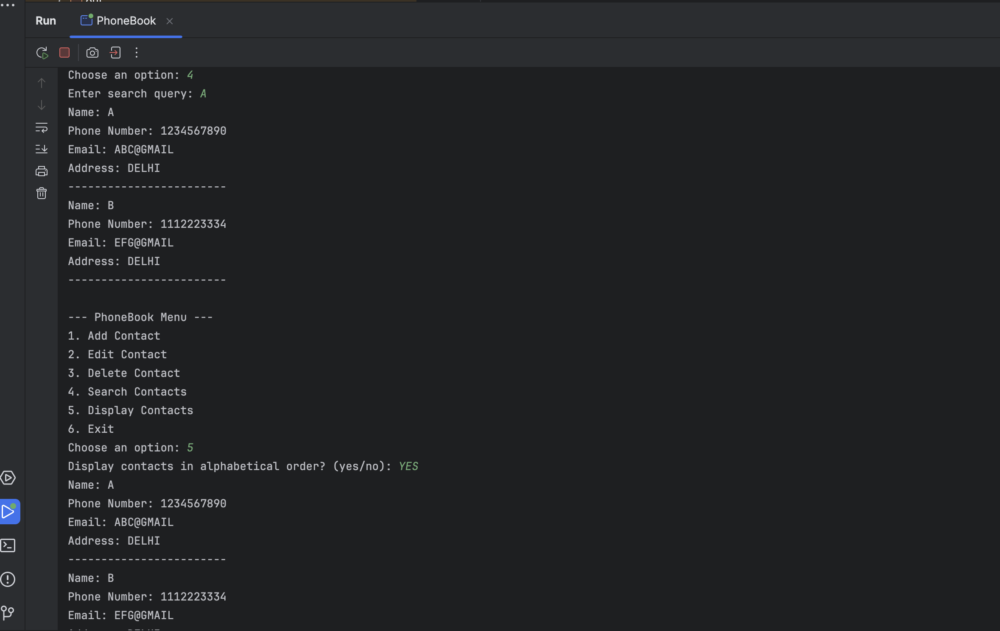 Run PhoneBook
Choose an option: 4
Enter search query: A
Name: A
Phone Number: 1234567890
Email: ABC@GMAIL
Address: DELHI
------------------------
Name: B
Phone Number: 1112223334
Email: EFG@GMAIL
Address: DELHI
------------------------
--- PhoneBook Menu ---
1. Add Contact
2. Edit Contact
3. Delete Contact
4. Search Contacts
5. Display Contacts
6. Exit
Choose an option: 5
Display contacts in alphabetical order? (yes/no): YES
Name: A
Phone Number: 1234567890
Email: ABC@GMAIL
Address: DELHI
------------------------
Name: B
Phone Number: 1112223334
Email: EFG@GMAIL